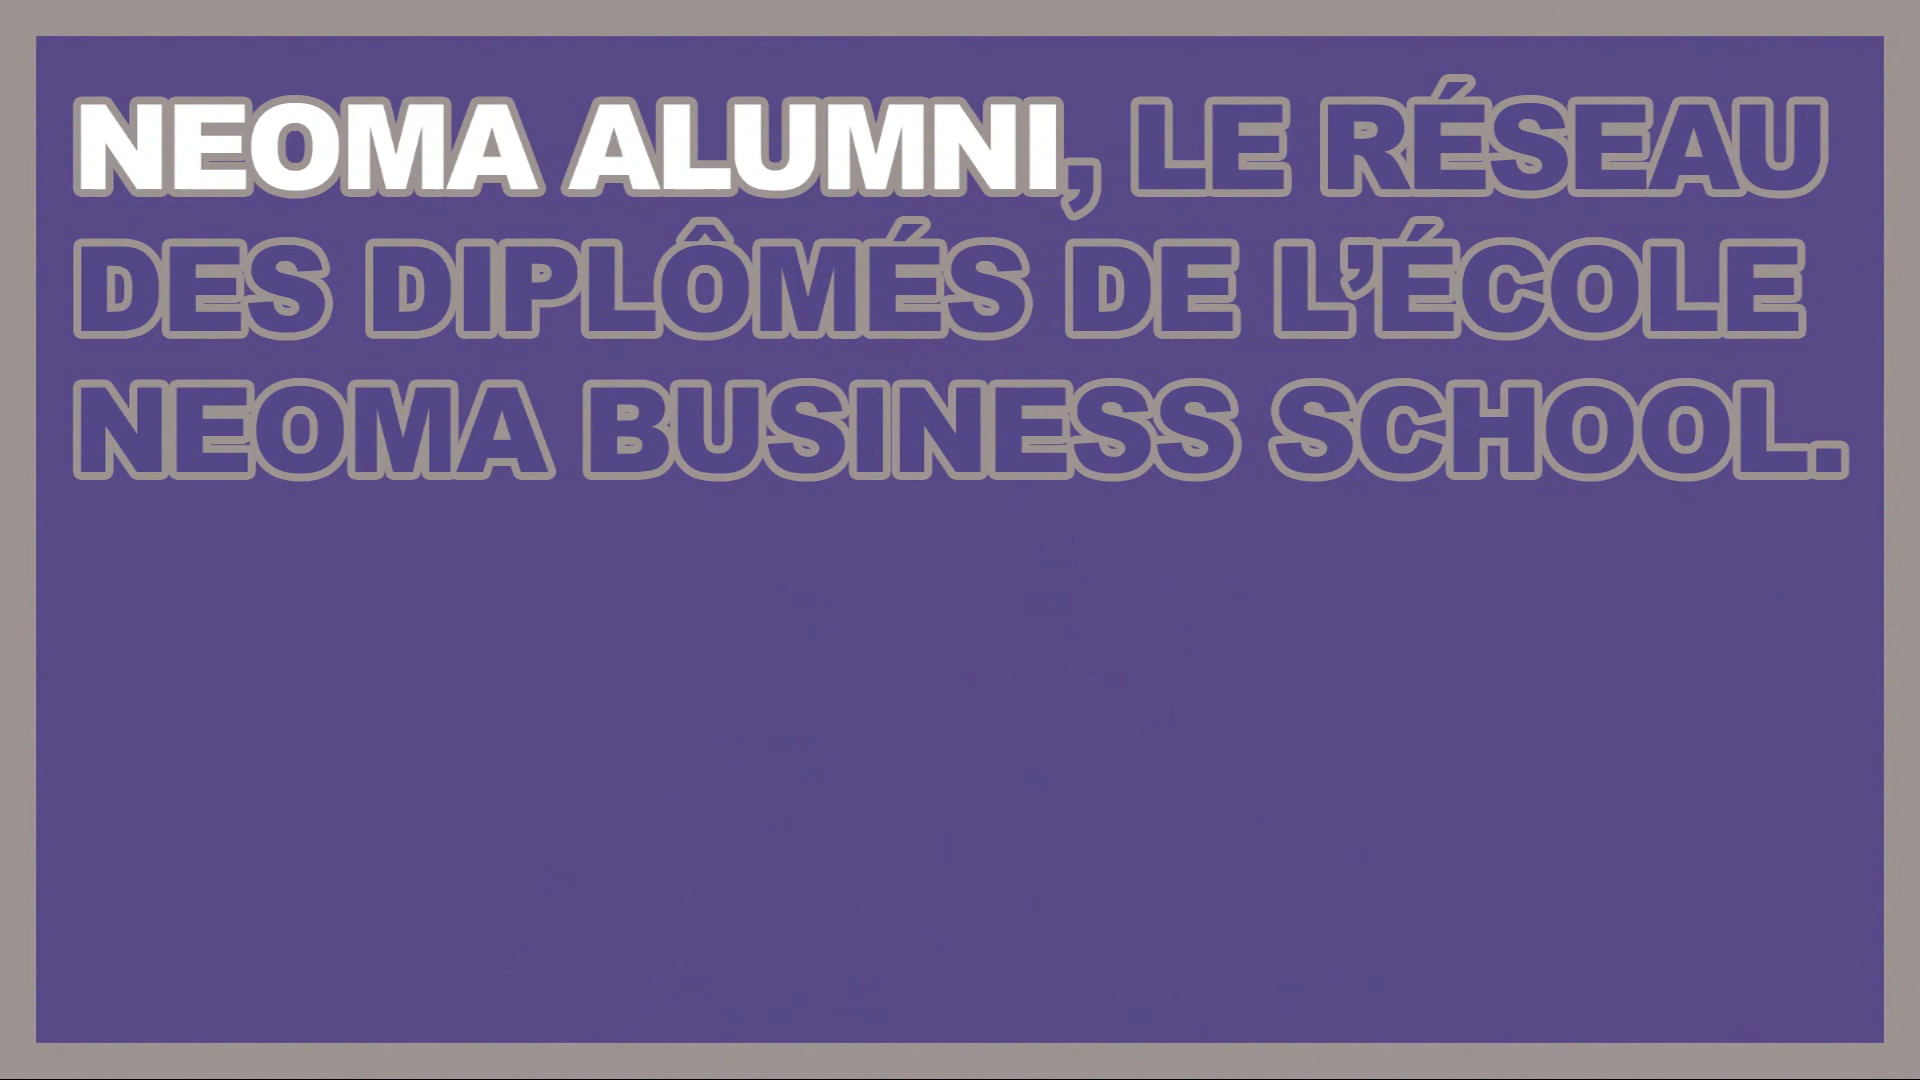 NEOMA ALUMNI, LE RÉSEAU
DES DIPLÔMÉS DE L’ÉCOLE
NEOMA BUSINESS SCHOOL.